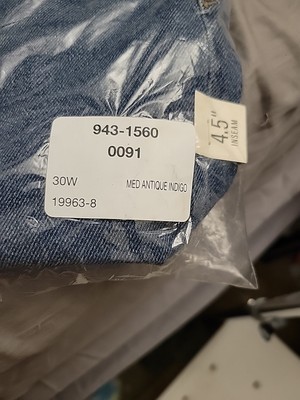 943-1560
0091
30W MED ANTIQUE INDIGO
19963-8
4.5"
INSEAM